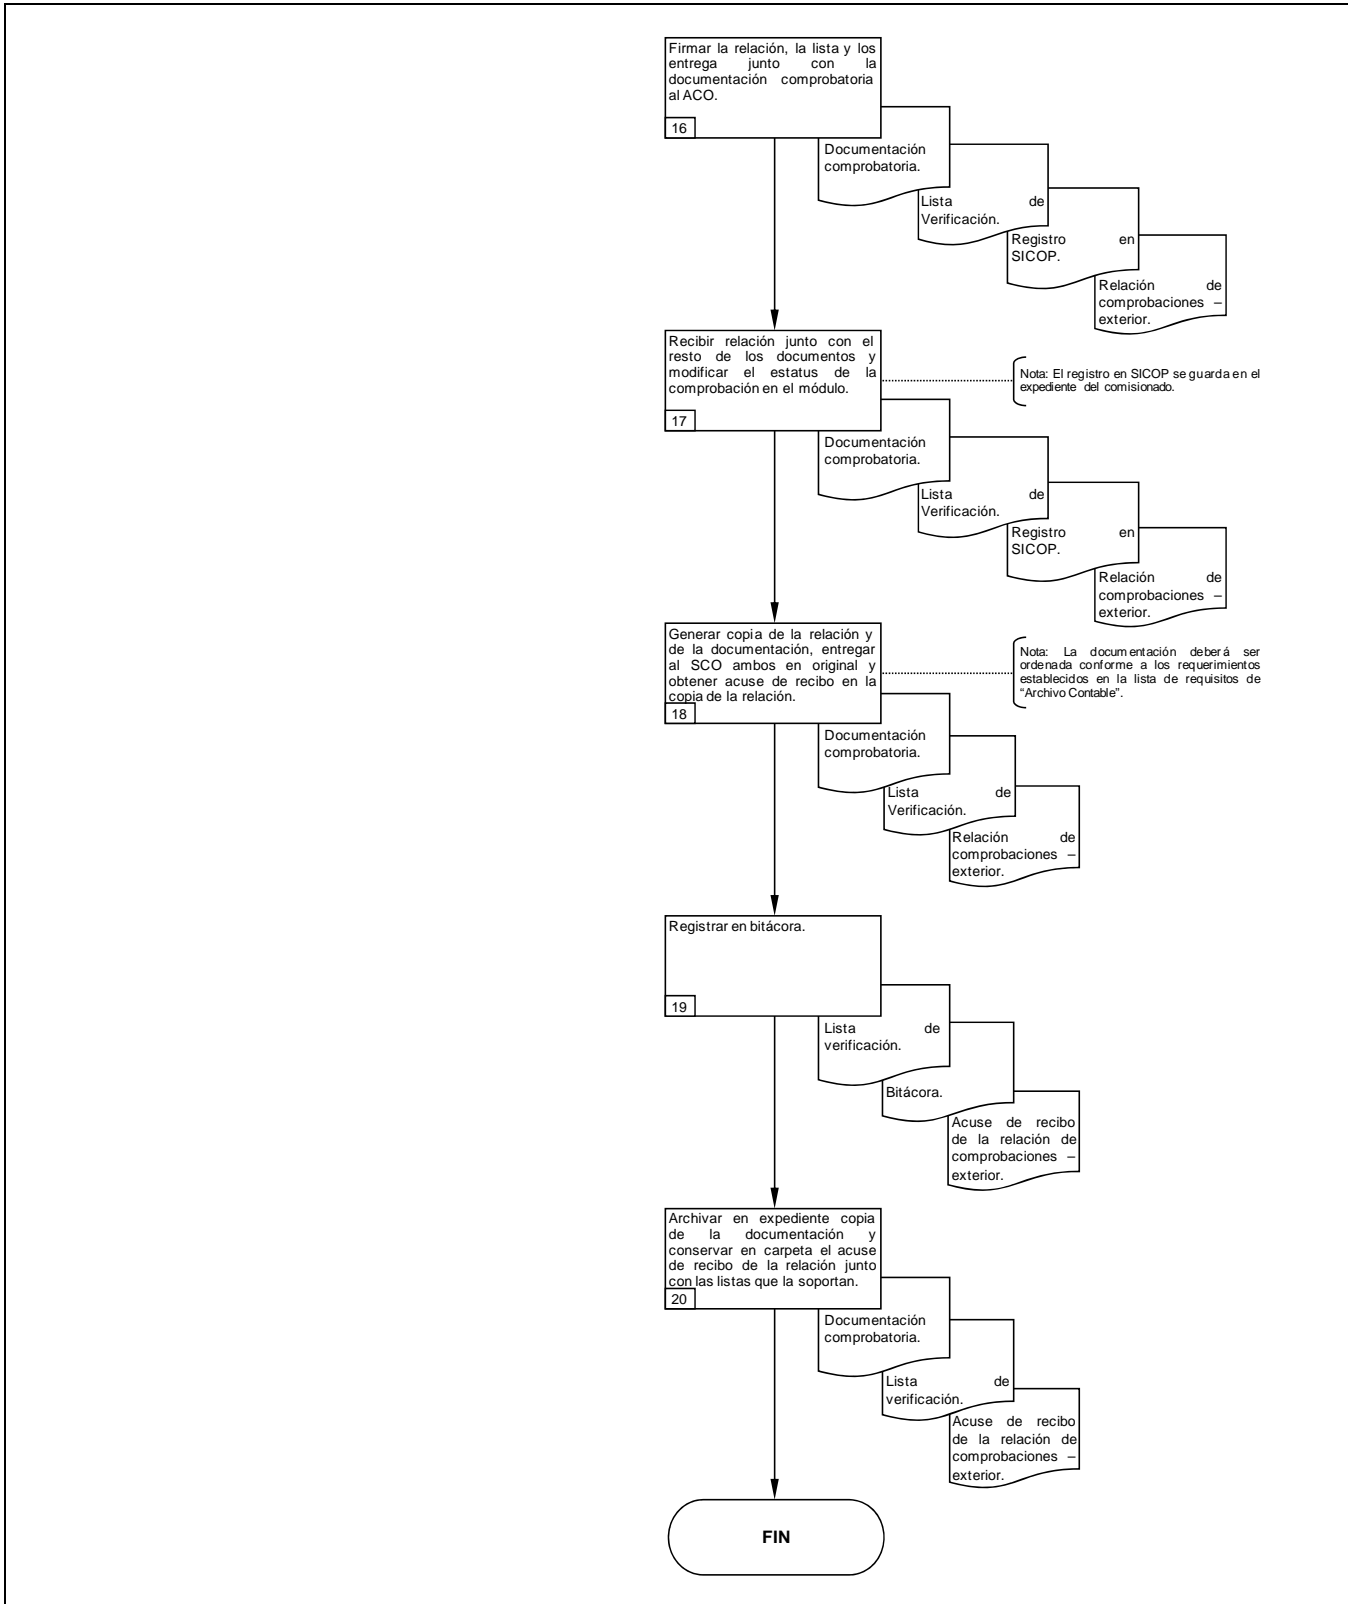 Firmar la relación, la lista y los
entrega junto con la
documentación comprobatoria
al ACO.
16
Documentación
comprobatoria.
Lista de
Verificación.
Registro en
SICOP.
Relación de
comprobaciones –
exterior.
Recibir relación junto con el
resto de los documentos y
modificar el estatus de la
comprobación en el módulo.
17
Nota: El registro en SICOP se guarda en el
expediente del comisionado.
Documentación
comprobatoria.
Lista de
Verificación.
Registro en
SICOP.
Relación de
comprobaciones –
exterior.
Generar copia de la relación y
de la documentación, entregar
al SCO ambos en original y
obtener acuse de recibo en la
copia de la relación.
18
Nota: La documentación deberá ser
ordenada conforme a los requerimientos
establecidos en la lista de requisitos de
“Archivo Contable”.
Documentación
comprobatoria.
Lista de
Verificación.
Relación de
comprobaciones –
exterior.
Registrar en bitácora.
19
Lista de
verificación.
Bitácora.
Acuse de recibo
de la relación de
comprobaciones –
exterior.
Archivar en expediente copia
de la documentación y
conservar en carpeta el acuse
de recibo de la relación junto
con las listas que la soportan.
20
Documentación
comprobatoria.
Lista de
verificación.
Acuse de recibo
de la relación de
comprobaciones –
exterior.
FIN